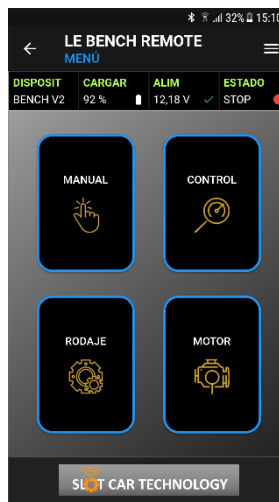 32% 15:10
LE BENCH REMOTE
MENÚ
DISPOSIT CARGAR ALIM ESTADO
BENCH V2 92 % 12,18 V STOP
MANUAL CONTROL
RODAJE MOTOR
SLOT CAR TECHNOLOGY